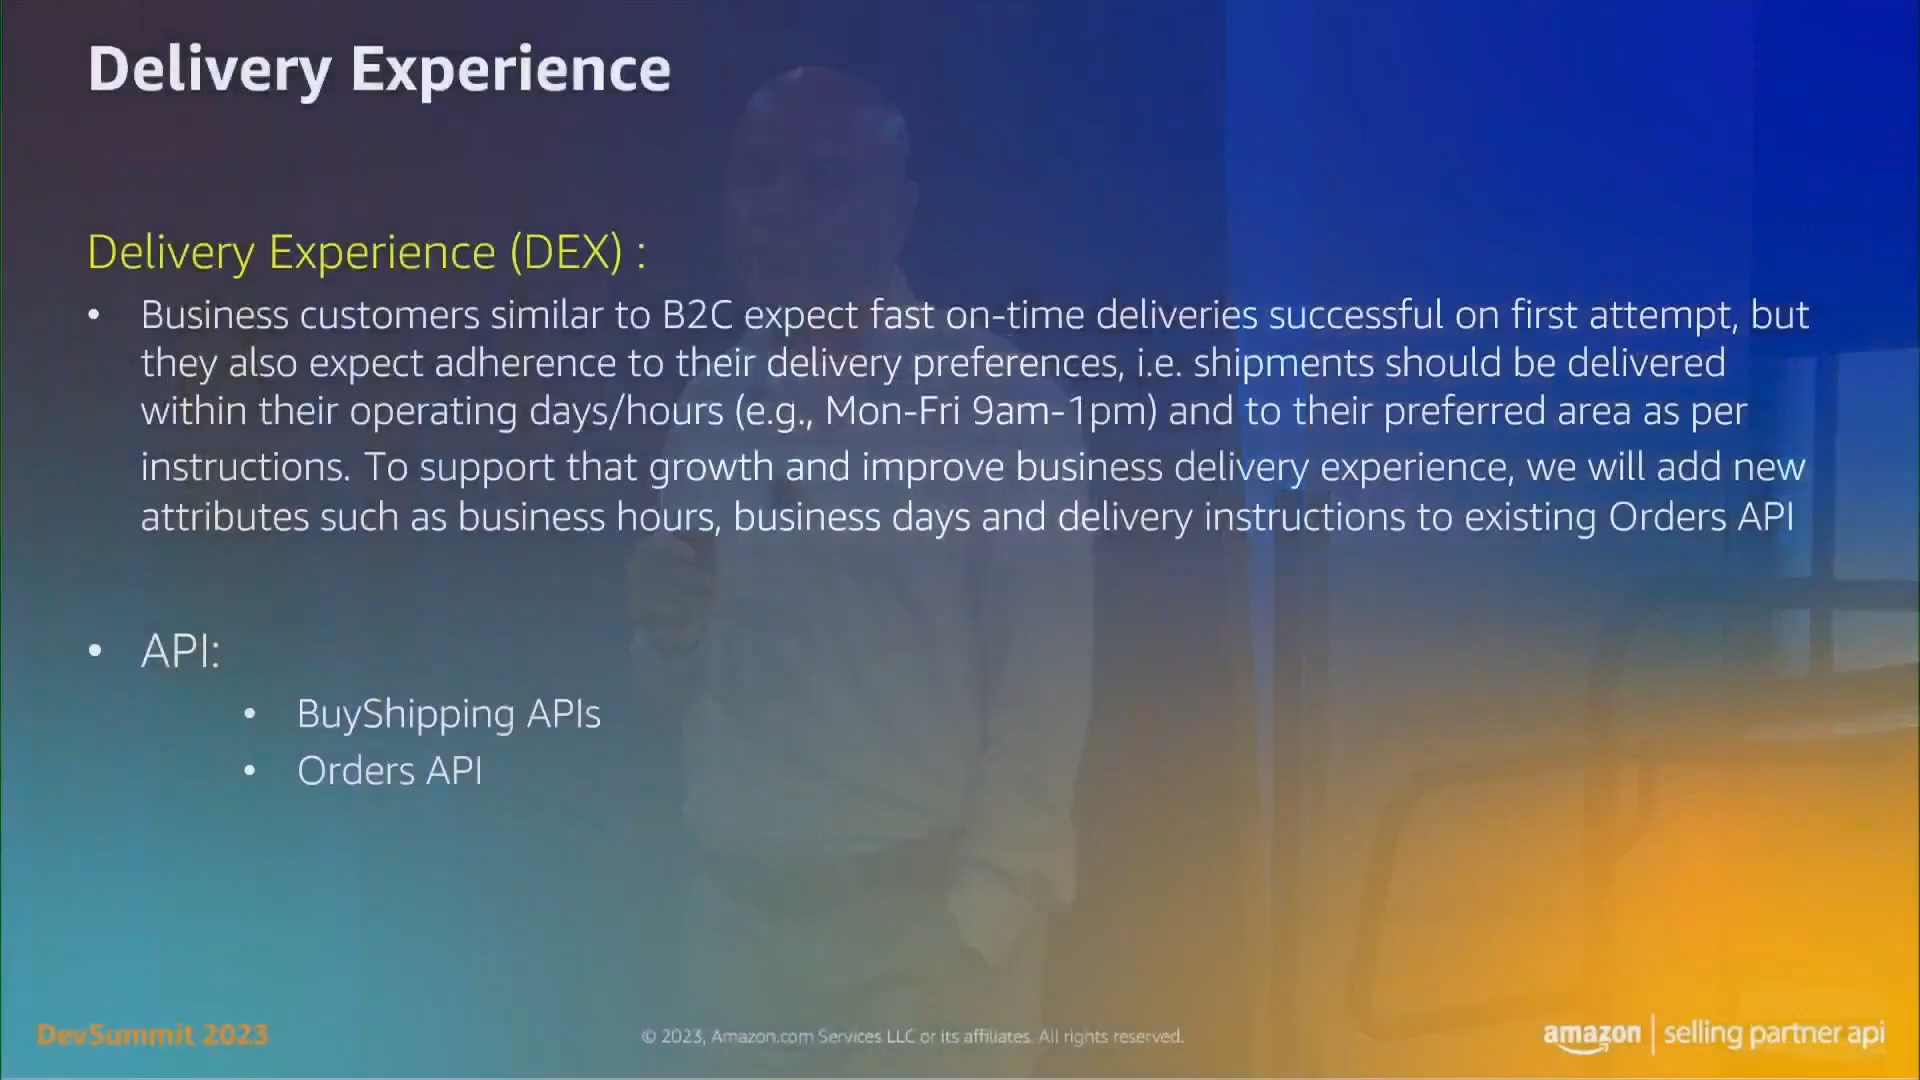 Delivery Experience
Delivery Experience (DEX) :
• Business customers similar to B2C expect fast on-time deliveries successful on first attempt, but
they also expect adherence to their delivery preferences, i.e. shipments should be delivered
within their operating days/hours (e.g., Mon-Fri 9am-1pm) and to their preferred area as per
instructions. To support that growth and improve business delivery experience, we will add new
attributes such as business hours, business days and delivery instructions to existing Orders API
• API:
• BuyShipping APIs
• Orders API
DevSummit 2023
© 2023, Amazon.com Services LLC or its affiliates. All rights reserved.
amazon | selling partner api